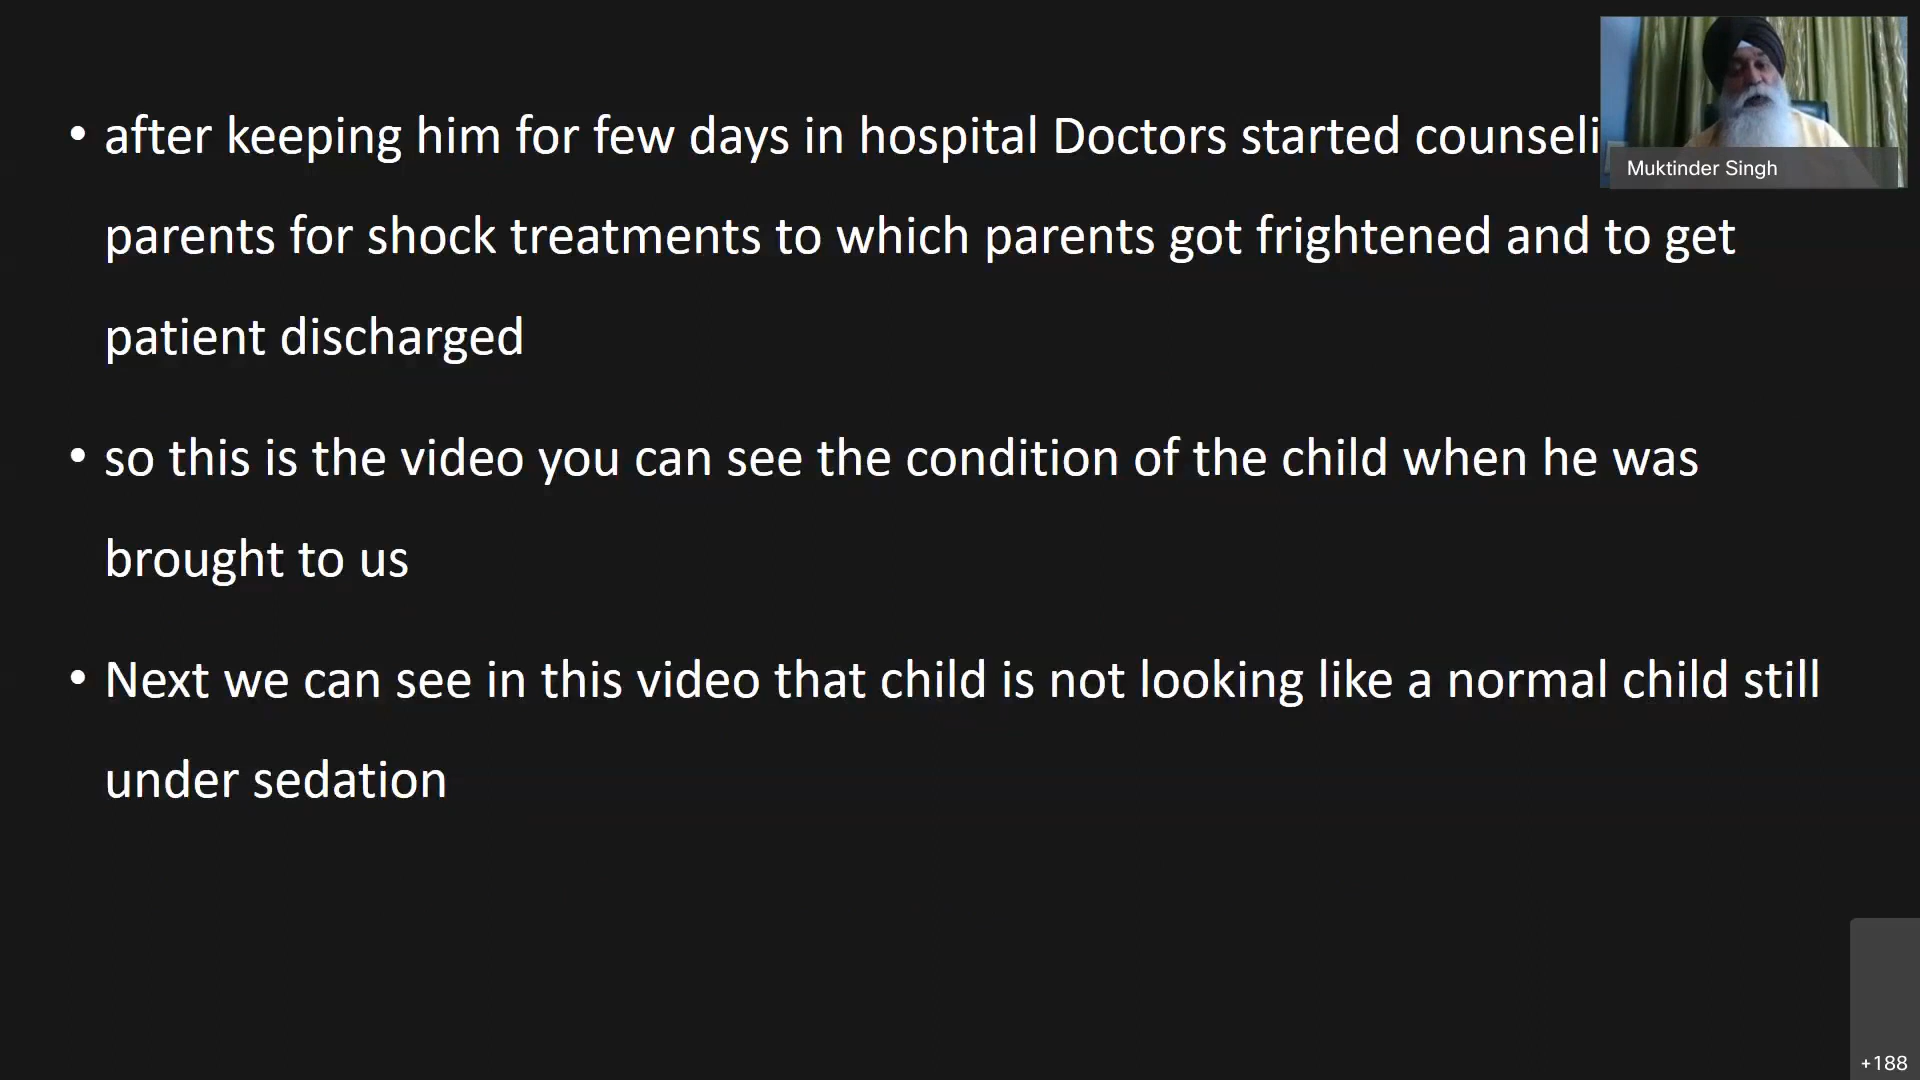 • after keeping him for few days in hospital Doctors started
parents for shock treatments to which parents got frightened and to get
patient discharged
• so this is the video you can see the condition of the child when he was
brought to us
• Next we can see in this video that child is not looking like a normal child still
under sedation
Muktinder Singh
+188